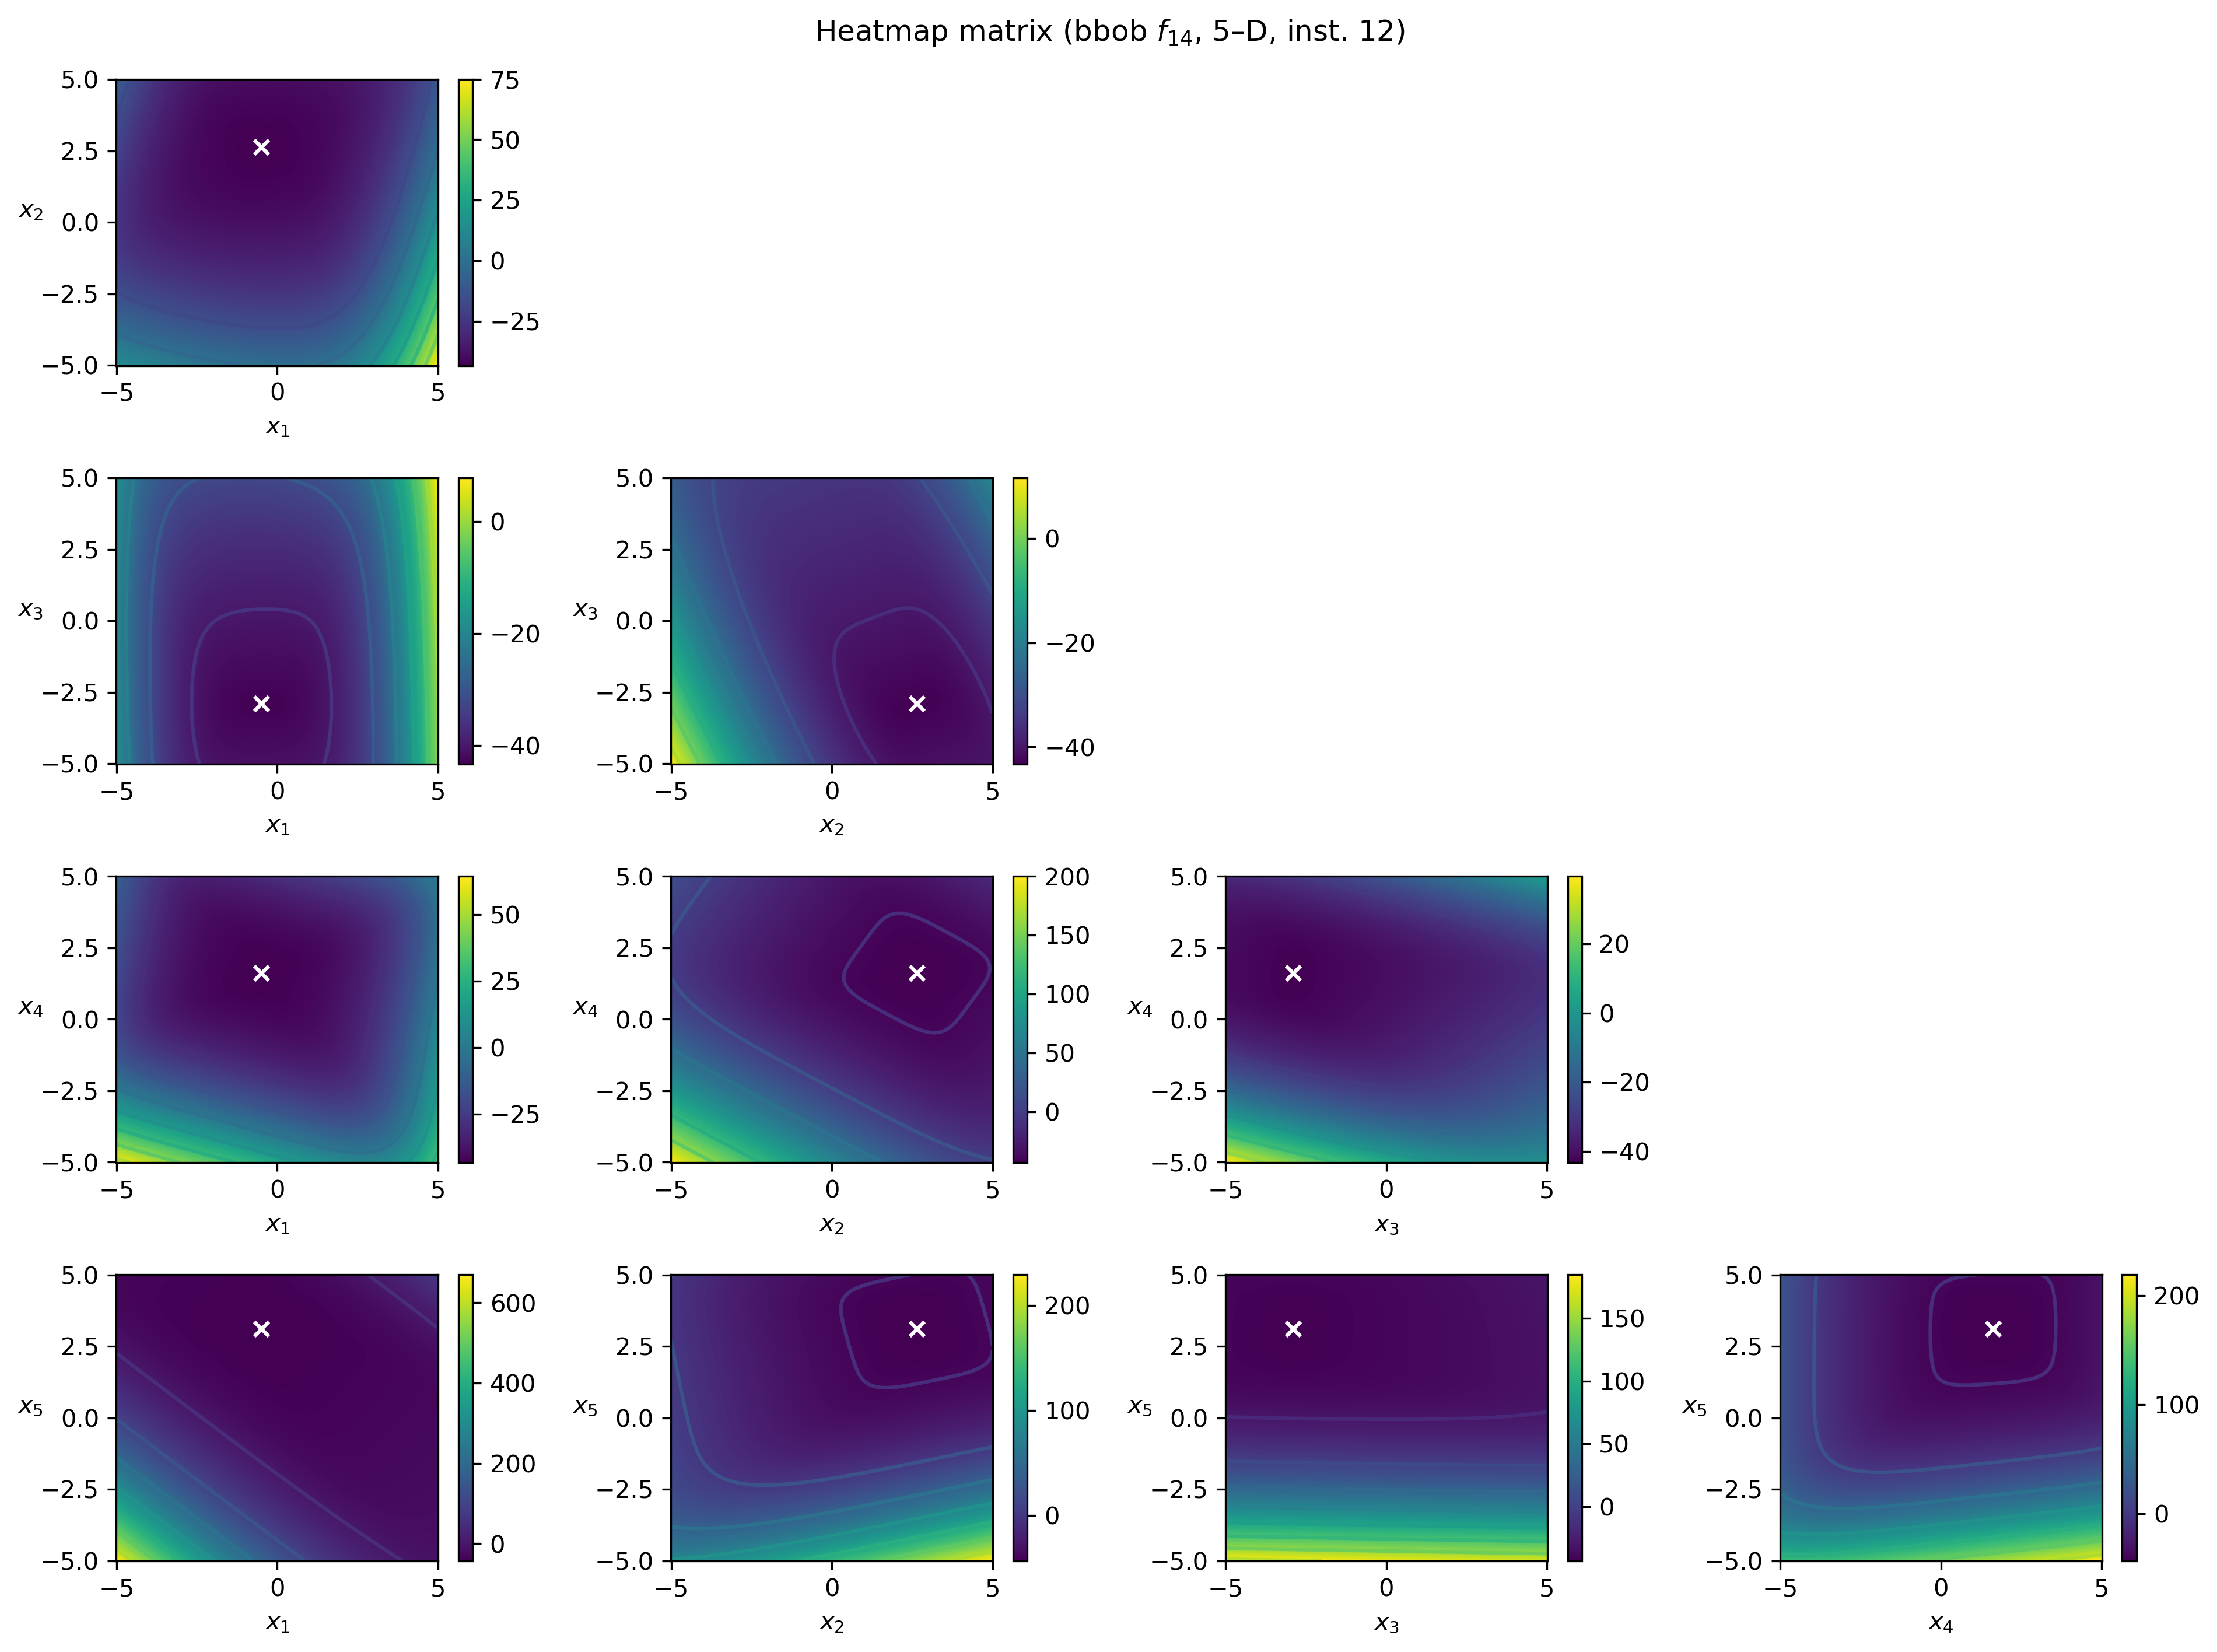 Heatmap matrix (bbob f14, 5–D, inst. 12)
5.0 75
2.5 50
x2 0.0 25
0
−2.5
−25
−5.0
−5 0 5
x1
5.0 5.0
2.5 0 2.5 0
x3 0.0 x3 0.0
−20 −20
−2.5 −2.5
−40 −40
−5.0 −5.0
−5 0 5 −5 0 5
x1 x2
5.0 5.0 200 5.0
50 150
2.5 2.5 2.5 20
25 100
x4 0.0 x4 0.0 x4 0.0 0
0 50
−2.5 −2.5 −2.5 −20
−25 0
−40
−5.0 −5.0 −5.0
−5 0 5 −5 0 5 −5 0 5
x1 x2 x3
5.0 600 5.0 200 5.0 150 5.0 200
2.5 2.5 2.5 2.5
400 100 100 100
x5 0.0 x5 0.0 x5 0.0 x5 0.0
200 50
−2.5 −2.5 −2.5 −2.5
0 0 0 0
−5.0 −5.0 −5.0 −5.0
−5 0 5 −5 0 5 −5 0 5 −5 0 5
x1 x2 x3 x4